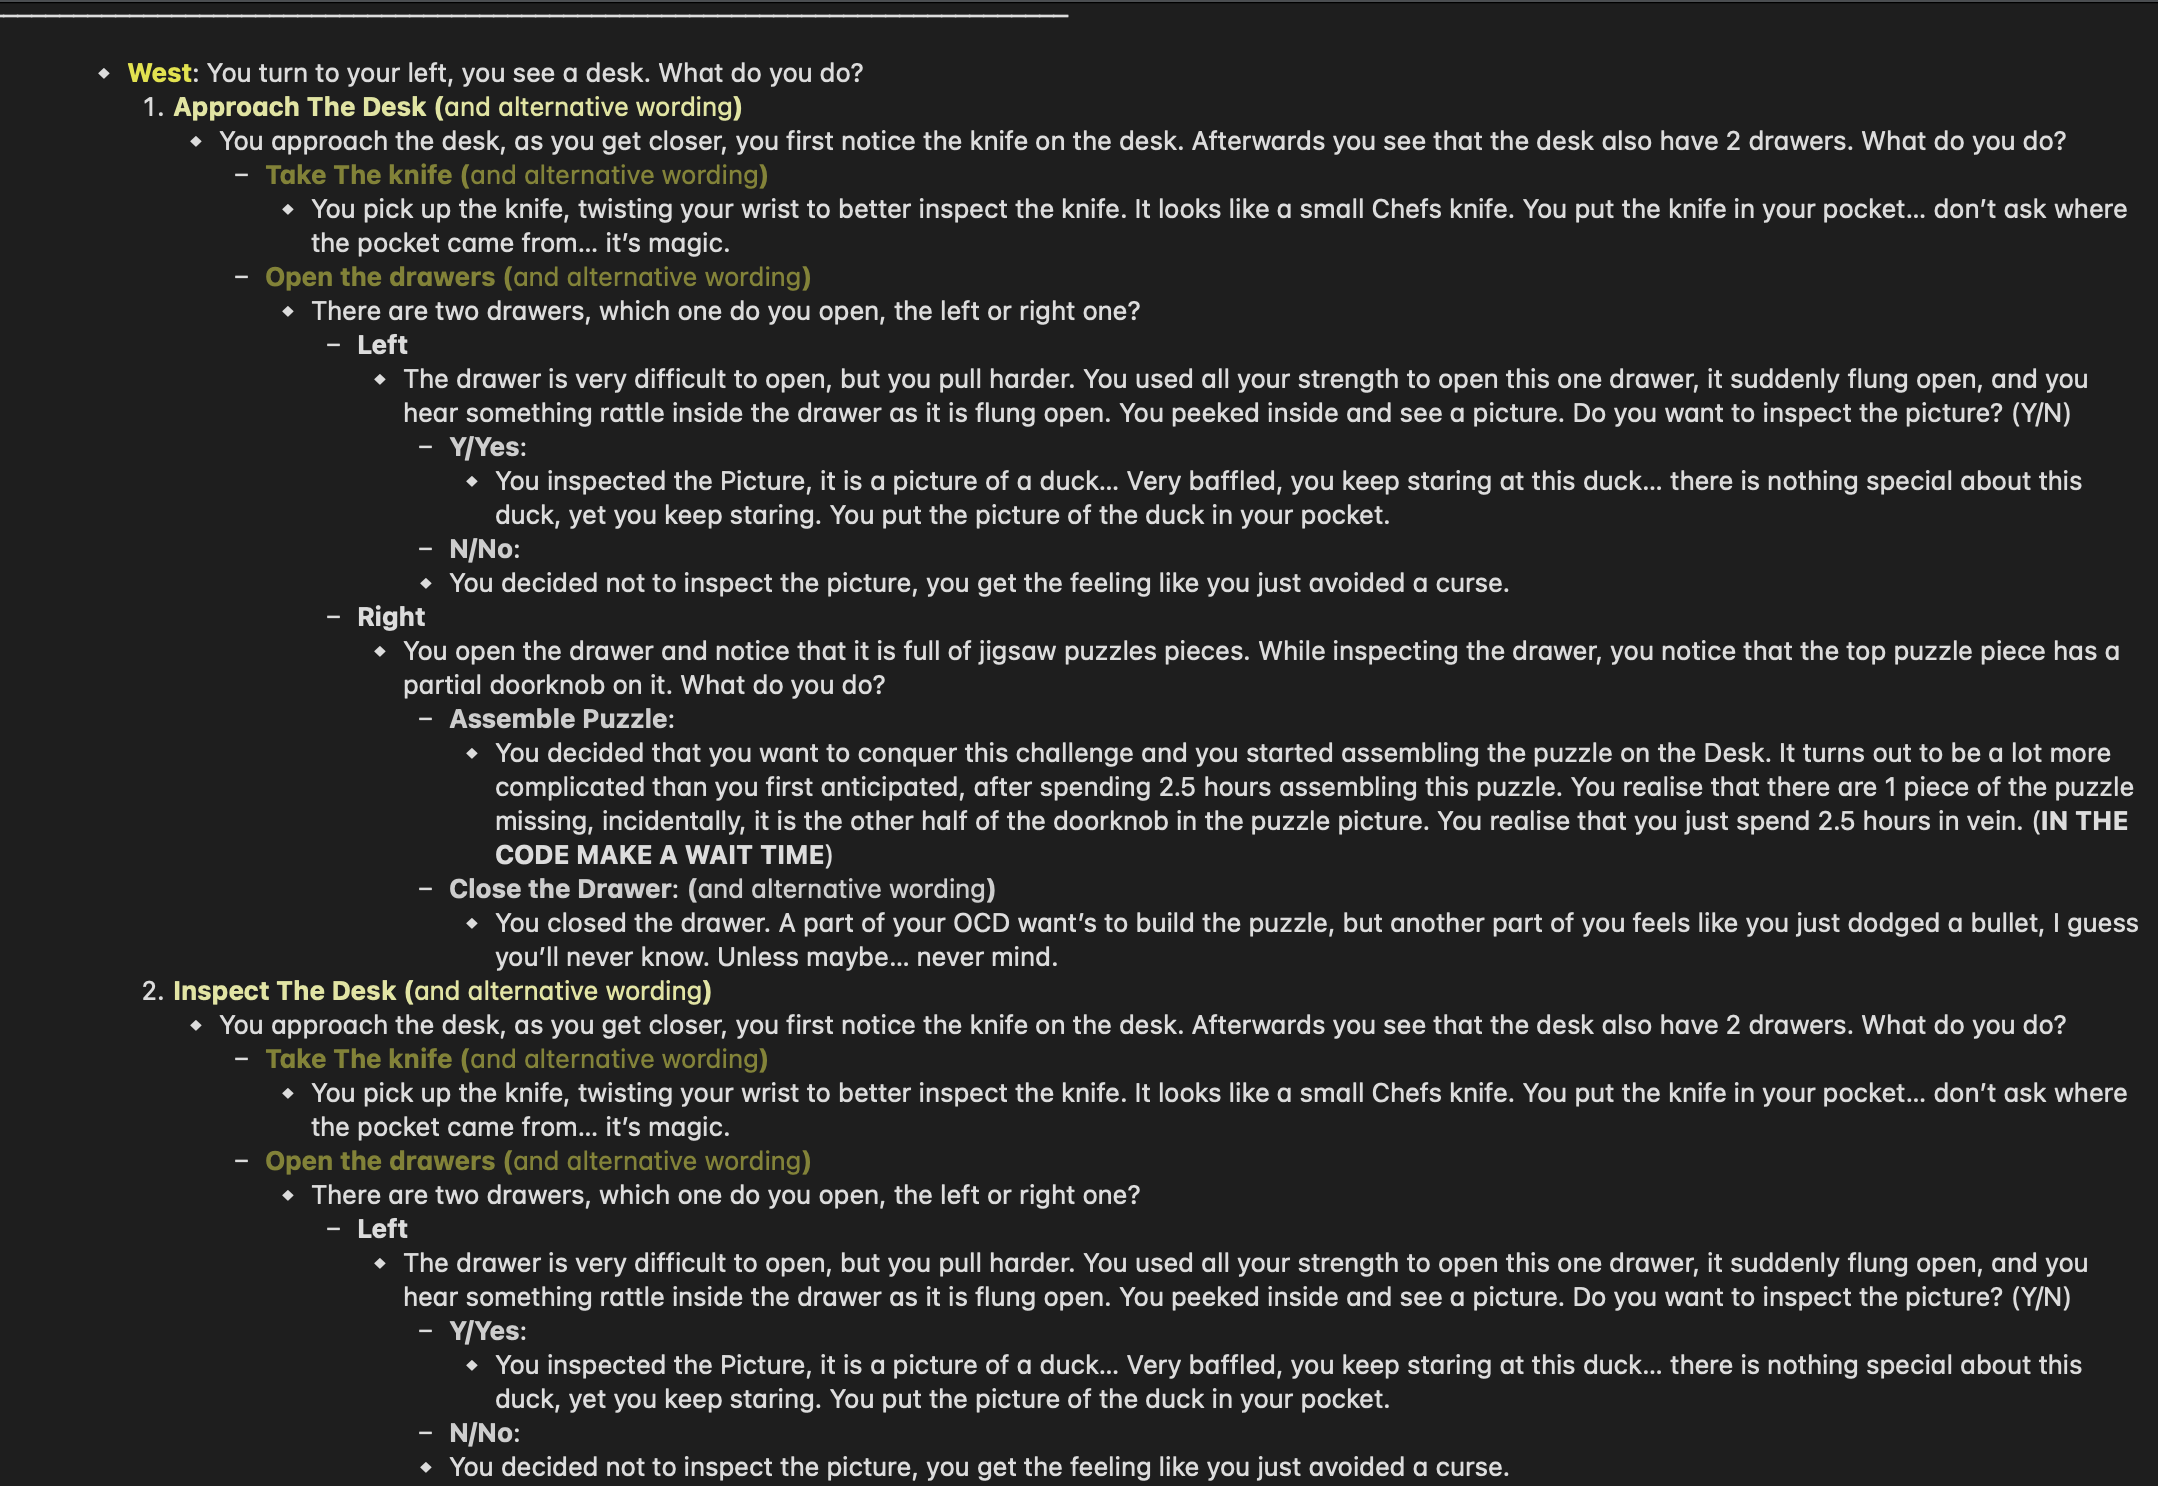 ◆ West: You turn to your left, you see a desk. What do you do?
1. Approach The Desk (and alternative wording)
◆ You approach the desk, as you get closer, you first notice the knife on the desk. Afterwards you see that the desk also have 2 drawers. What do you do?
– Take The knife (and alternative wording)
◆ You pick up the knife, twisting your wrist to better inspect the knife. It looks like a small Chefs knife. You put the knife in your pocket... don't ask where
the pocket came from... it's magic.
– Open the drawers (and alternative wording)
◆ There are two drawers, which one do you open, the left or right one?
– Left
◆ The drawer is very difficult to open, but you pull harder. You used all your strength to open this one drawer, it suddenly flung open, and you
hear something rattle inside the drawer as it is flung open. You peeked inside and see a picture. Do you want to inspect the picture? (Y/N)
– Y/Yes:
◆ You inspected the Picture, it is a picture of a duck... Very baffled, you keep staring at this duck... there is nothing special about this
duck, yet you keep staring. You put the picture of the duck in your pocket.
– N/No:
◆ You decided not to inspect the picture, you get the feeling like you just avoided a curse.
– Right
◆ You open the drawer and notice that it is full of jigsaw puzzles pieces. While inspecting the drawer, you notice that the top puzzle piece has a
partial doorknob on it. What do you do?
– Assemble Puzzle:
◆ You decided that you want to conquer this challenge and you started assembling the puzzle on the Desk. It turns out to be a lot more
complicated than you first anticipated, after spending 2.5 hours assembling this puzzle. You realise that there are 1 piece of the puzzle
missing, incidentally, it is the other half of the doorknob in the puzzle picture. You realise that you just spend 2.5 hours in vein. (IN THE
CODE MAKE A WAIT TIME)
– Close the Drawer: (and alternative wording)
◆ You closed the drawer. A part of your OCD want's to build the puzzle, but another part of you feels like you just dodged a bullet, I guess
you'll never know. Unless maybe... never mind.
2. Inspect The Desk (and alternative wording)
◆ You approach the desk, as you get closer, you first notice the knife on the desk. Afterwards you see that the desk also have 2 drawers. What do you do?
– Take The knife (and alternative wording)
◆ You pick up the knife, twisting your wrist to better inspect the knife. It looks like a small Chefs knife. You put the knife in your pocket... don't ask where
the pocket came from... it's magic.
– Open the drawers (and alternative wording)
◆ There are two drawers, which one do you open, the left or right one?
– Left
◆ The drawer is very difficult to open, but you pull harder. You used all your strength to open this one drawer, it suddenly flung open, and you
hear something rattle inside the drawer as it is flung open. You peeked inside and see a picture. Do you want to inspect the picture? (Y/N)
– Y/Yes:
◆ You inspected the Picture, it is a picture of a duck... Very baffled, you keep staring at this duck... there is nothing special about this
duck, yet you keep staring. You put the picture of the duck in your pocket.
– N/No:
◆ You decided not to inspect the picture, you get the feeling like you just avoided a curse.